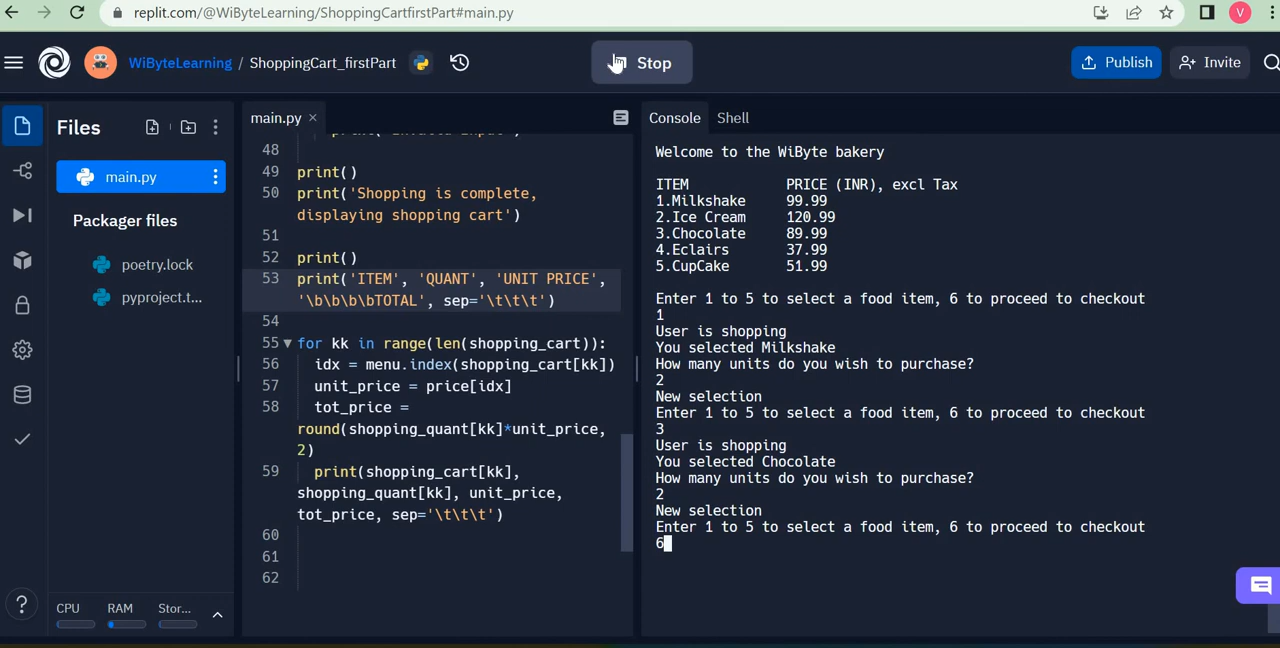 replit.com/@WiByteLearning/ShoppingCartfirstPart#main.py
V
WiByteLearning / ShoppingCart_firstPart
Stop
Publish
Invite
Files
main.py
Packager files
poetry.lock
pyproject.t...
CPU RAM Stor...
?
main.py ×
48
49 print()
50 print('Shopping is complete,
displaying shopping cart')
51
52 print()
53 print('ITEM', 'QUANT', 'UNIT PRICE',
'\b\b\b\bTOTAL', sep='\t\t\t')
54
55 for kk in range(len(shopping_cart)):
56 idx = menu.index(shopping_cart[kk])
57 unit_price = price[idx]
58 tot_price =
round(shopping_quant[kk]*unit_price,
2)
59 print(shopping_cart[kk],
shopping_quant[kk], unit_price,
tot_price, sep='\t\t\t')
60
61
62
Console Shell
Welcome to the WiByte bakery
ITEM PRICE (INR), excl Tax
1.Milkshake 99.99
2.Ice Cream 120.99
3.Chocolate 89.99
4.Eclairs 37.99
5.CupCake 51.99
Enter 1 to 5 to select a food item, 6 to proceed to checkout
1
User is shopping
You selected Milkshake
How many units do you wish to purchase?
2
New selection
Enter 1 to 5 to select a food item, 6 to proceed to checkout
3
User is shopping
You selected Chocolate
How many units do you wish to purchase?
2
New selection
Enter 1 to 5 to select a food item, 6 to proceed to checkout
6